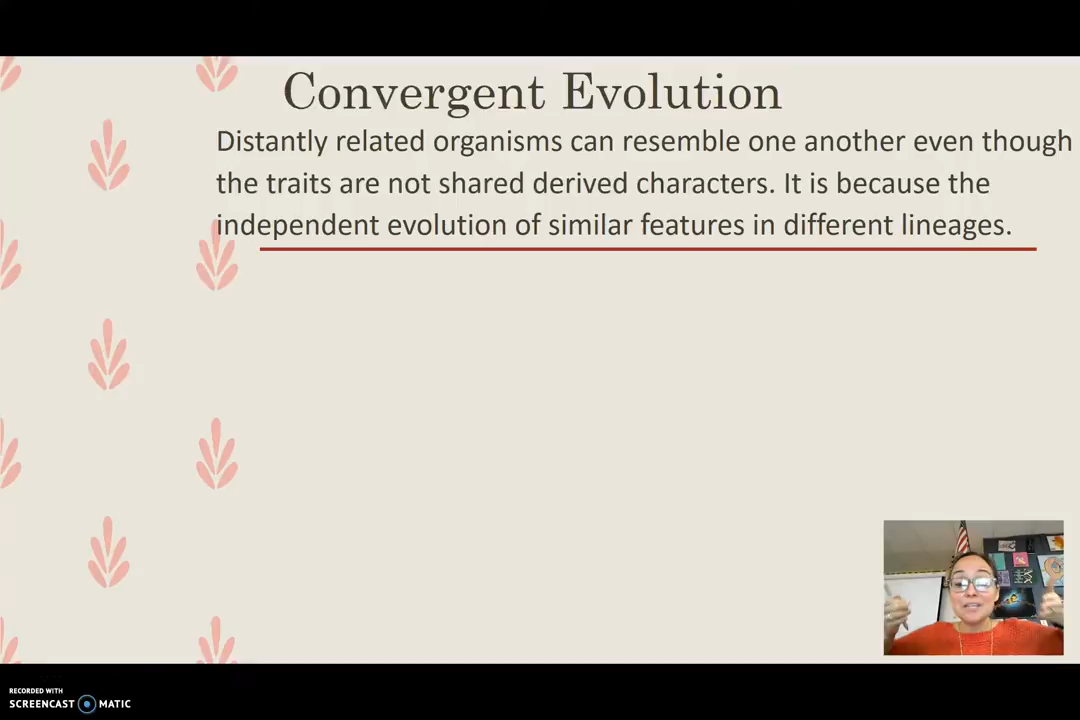 Convergent Evolution
Distantly related organisms can resemble one another even though
the traits are not shared derived characters. It is because the
independent evolution of similar features in different lineages.
RECORDED WITH
SCREENCAST MATIC